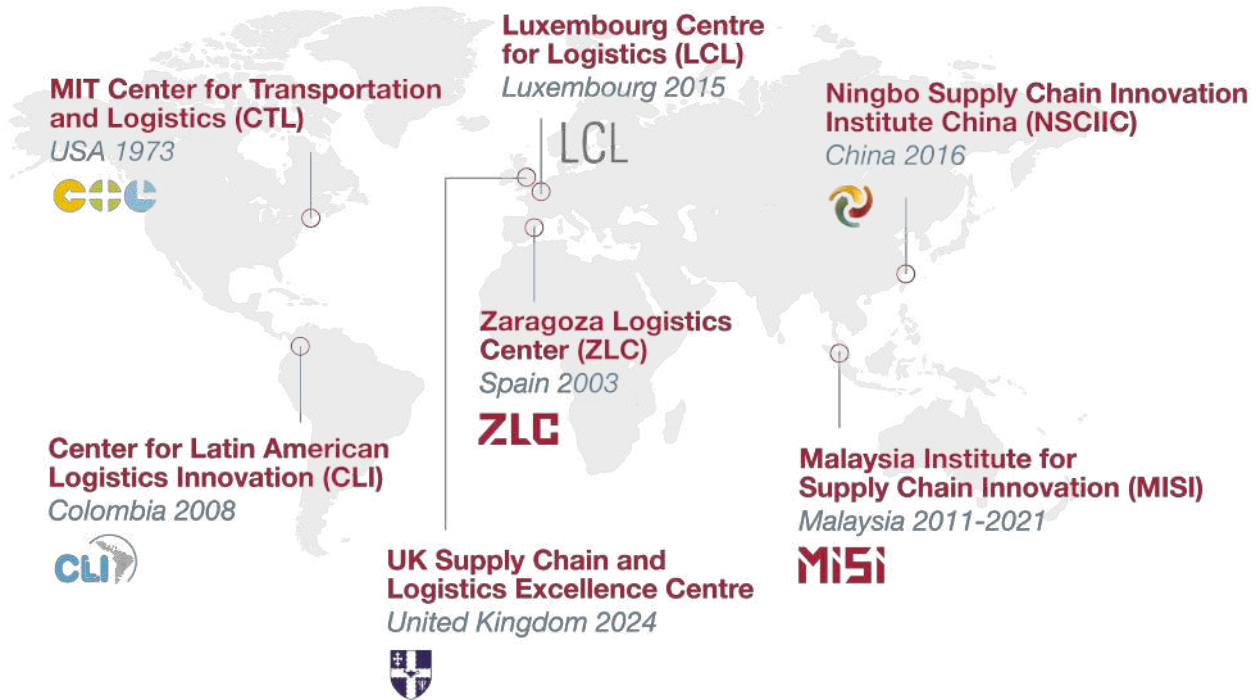 Luxembourg Centre
for Logistics (LCL)
Luxembourg 2015
LCL
MIT Center for Transportation
and Logistics (CTL)
USA 1973
CTL
Ningbo Supply Chain Innovation
Institute China (NSCIIC)
China 2016
Zaragoza Logistics
Center (ZLC)
Spain 2003
ZLC
Center for Latin American
Logistics Innovation (CLI)
Colombia 2008
CLI
Malaysia Institute for
Supply Chain Innovation (MISI)
Malaysia 2011-2021
MiSi
UK Supply Chain and
Logistics Excellence Centre
United Kingdom 2024